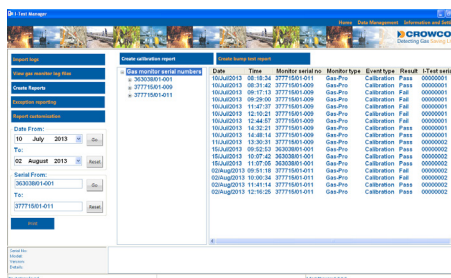 I-Test Manager
Home Data Management Information and Setti
CROWCO
Detecting Gas Saving Li
Import logs
View gas monitor log files
Create Reports
Exception reporting
Report customisation
Date From:
10 July 2013 Go
To:
02 August 2013 Reset
Serial From:
363038/01-001 Go
To:
377715/01-011 Reset
Create calibration report
Gas monitor serial numbers
363038/01-001
377715/01-009
377715/01-011
Create bump test report
Date Time Monitor serial no Monitor type Event type Result I-Test seria
10/Jul/2013 08:18:34 377715/01-011 Gas-Pro Calibration Pass 00000001
10/Jul/2013 08:31:42 377715/01-009 Gas-Pro Calibration Pass 00000001
10/Jul/2013 09:17:13 377715/01-009 Gas-Pro Calibration Fail 00000001
10/Jul/2013 09:29:00 377715/01-009 Gas-Pro Calibration Fail 00000001
10/Jul/2013 11:47:37 377715/01-009 Gas-Pro Calibration Pass 00000001
10/Jul/2013 12:10:21 377715/01-009 Gas-Pro Calibration Fail 00000001
10/Jul/2013 12:44:57 377715/01-009 Gas-Pro Calibration Fail 00000001
10/Jul/2013 14:32:21 377715/01-009 Gas-Pro Calibration Pass 00000001
10/Jul/2013 14:48:14 377715/01-009 Gas-Pro Calibration Pass 00000001
11/Jul/2013 13:30:31 377715/01-009 Gas-Pro Calibration Pass 00000002
15/Jul/2013 09:52:53 363038/01-001 Gas-Pro Calibration Pass 00000002
15/Jul/2013 10:07:42 363038/01-001 Gas-Pro Calibration Pass 00000002
15/Jul/2013 11:07:05 363038/01-001 Gas-Pro Calibration Pass 00000002
02/Aug/2013 09:51:18 377715/01-011 Gas-Pro Calibration Fail 00000002
02/Aug/2013 10:00:34 377715/01-011 Gas-Pro Calibration Fail 00000002
02/Aug/2013 11:41:14 377715/01-011 Gas-Pro Calibration Pass 00000002
02/Aug/2013 12:16:25 377715/01-011 Gas-Pro Calibration Pass 00000002
Serial No:
Model:
Version:
Details: